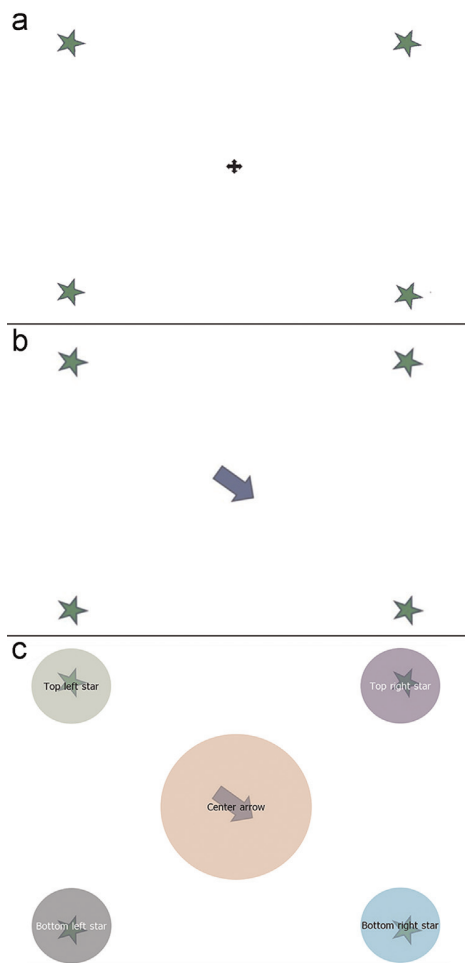 a
b
c
Top left star
Top right star
Center arrow
Bottom left star
Bottom right star